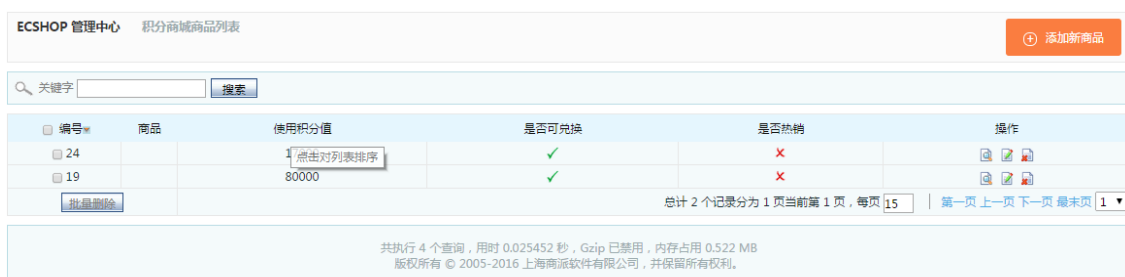 ECSHOP 管理中心 积分商城商品列表
添加新商品
关键字 搜索
编号 商品 使用积分值 是否可兑换 是否热销 操作
24
点击对列表排序
19 80000
批量删除 总计 2 个记录分为 1 页当前第 1 页，每页 15 | 第一页 上一页 下一页 最末页 1
共执行 4 个查询，用时 0.025452 秒，Gzip 已禁用，内存占用 0.522 MB
版权所有 © 2005-2016 上海商派软件有限公司，并保留所有权利。